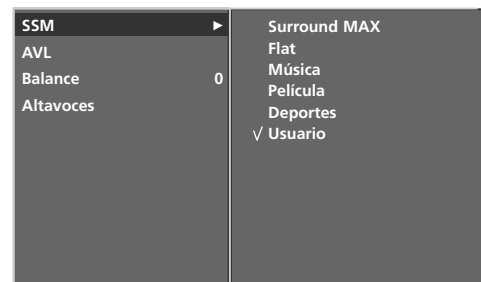 SSM ►
AVL
Balance 0
Altavoces
Surround MAX
Flat
Música
Película
Deportes
√ Usuario